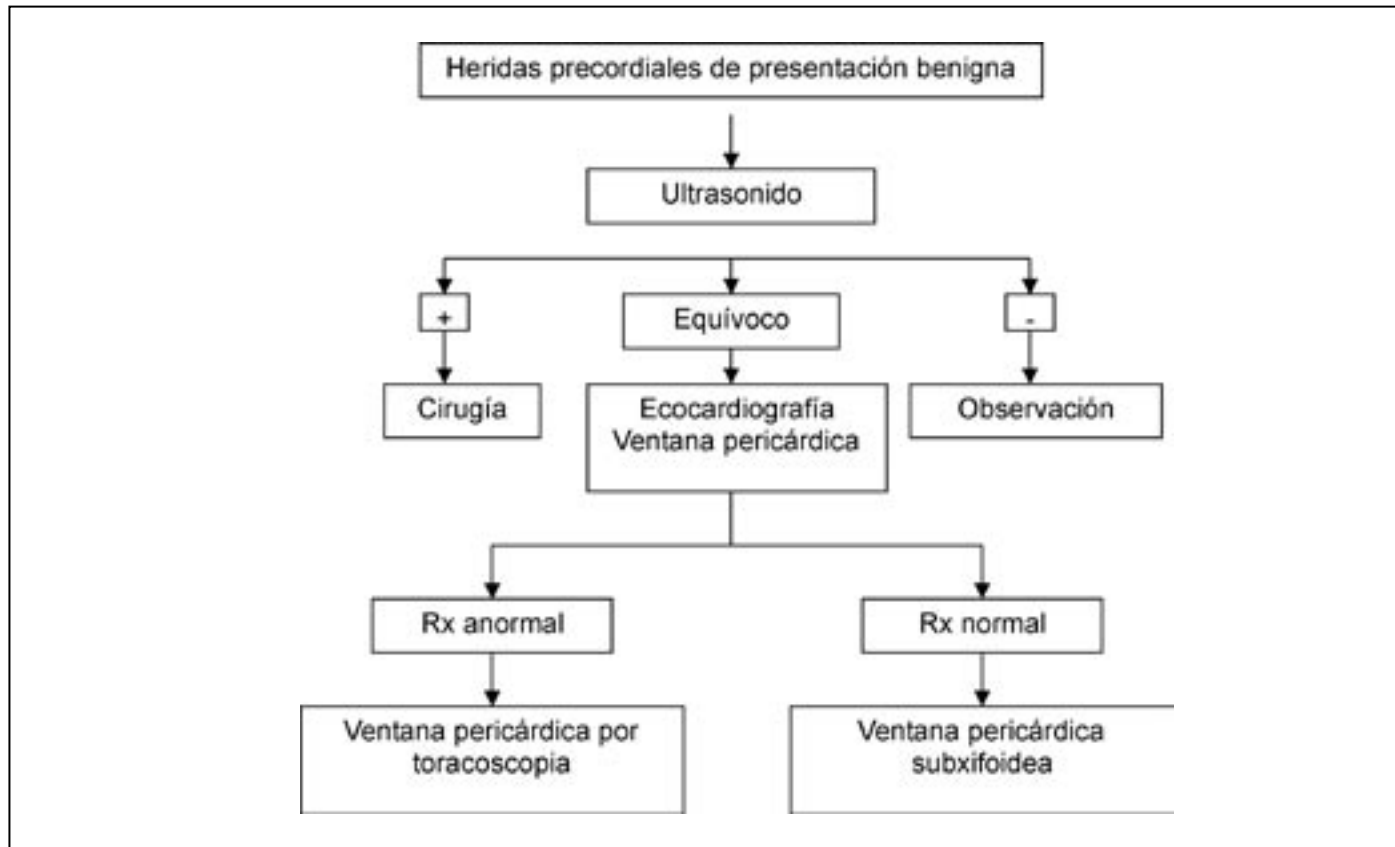 Heridas precordiales de presentación benigna
Ultrasonido
+
Equívoco
-
Cirugía
Ecocardiografía
Ventana pericárdica
Observación
Rx anormal
Rx normal
Ventana pericárdica por
toracoscopia
Ventana pericárdica
subxifoidea